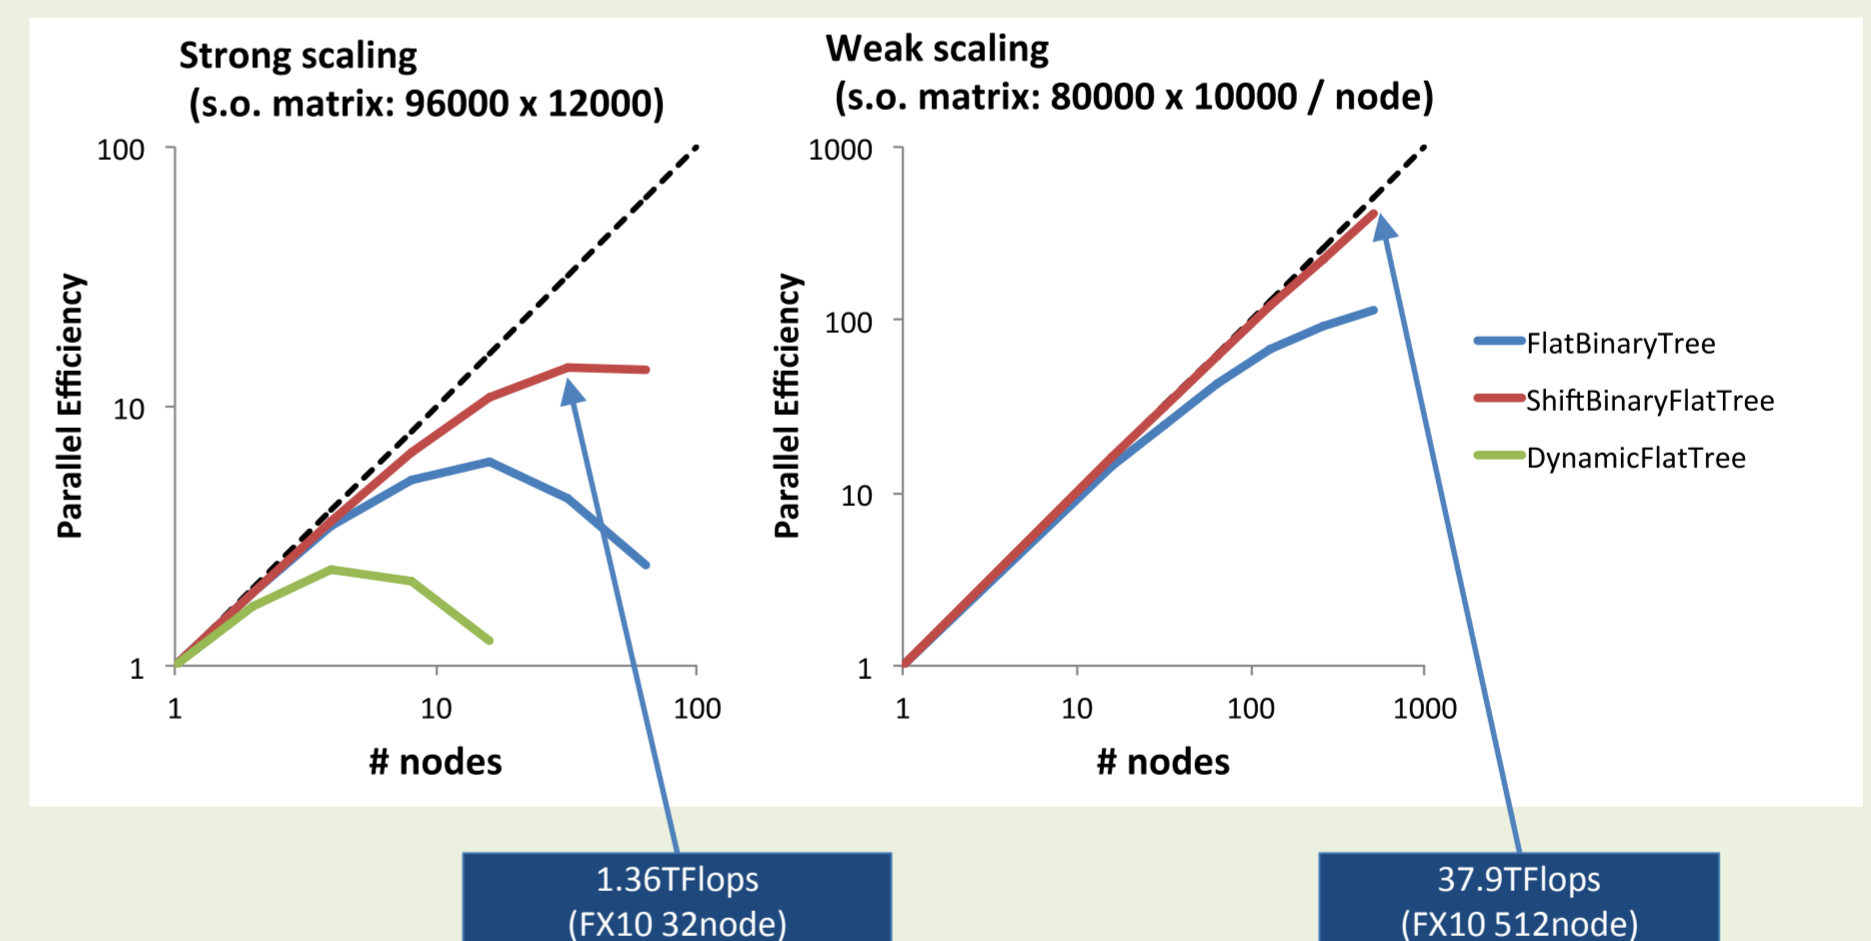 Strong scaling
(s.o. matrix: 96000 x 12000)
100
10
1
Parallel Efficiency
1
10
100
# nodes
Weak scaling
(s.o. matrix: 80000 x 10000 / node)
1000
100
10
1
Parallel Efficiency
1
10
100
1000
# nodes
FlatBinaryTree
ShiftBinaryFlatTree
DynamicFlatTree
1.36TFlops
(FX10 32node)
37.9TFlops
(FX10 512node)